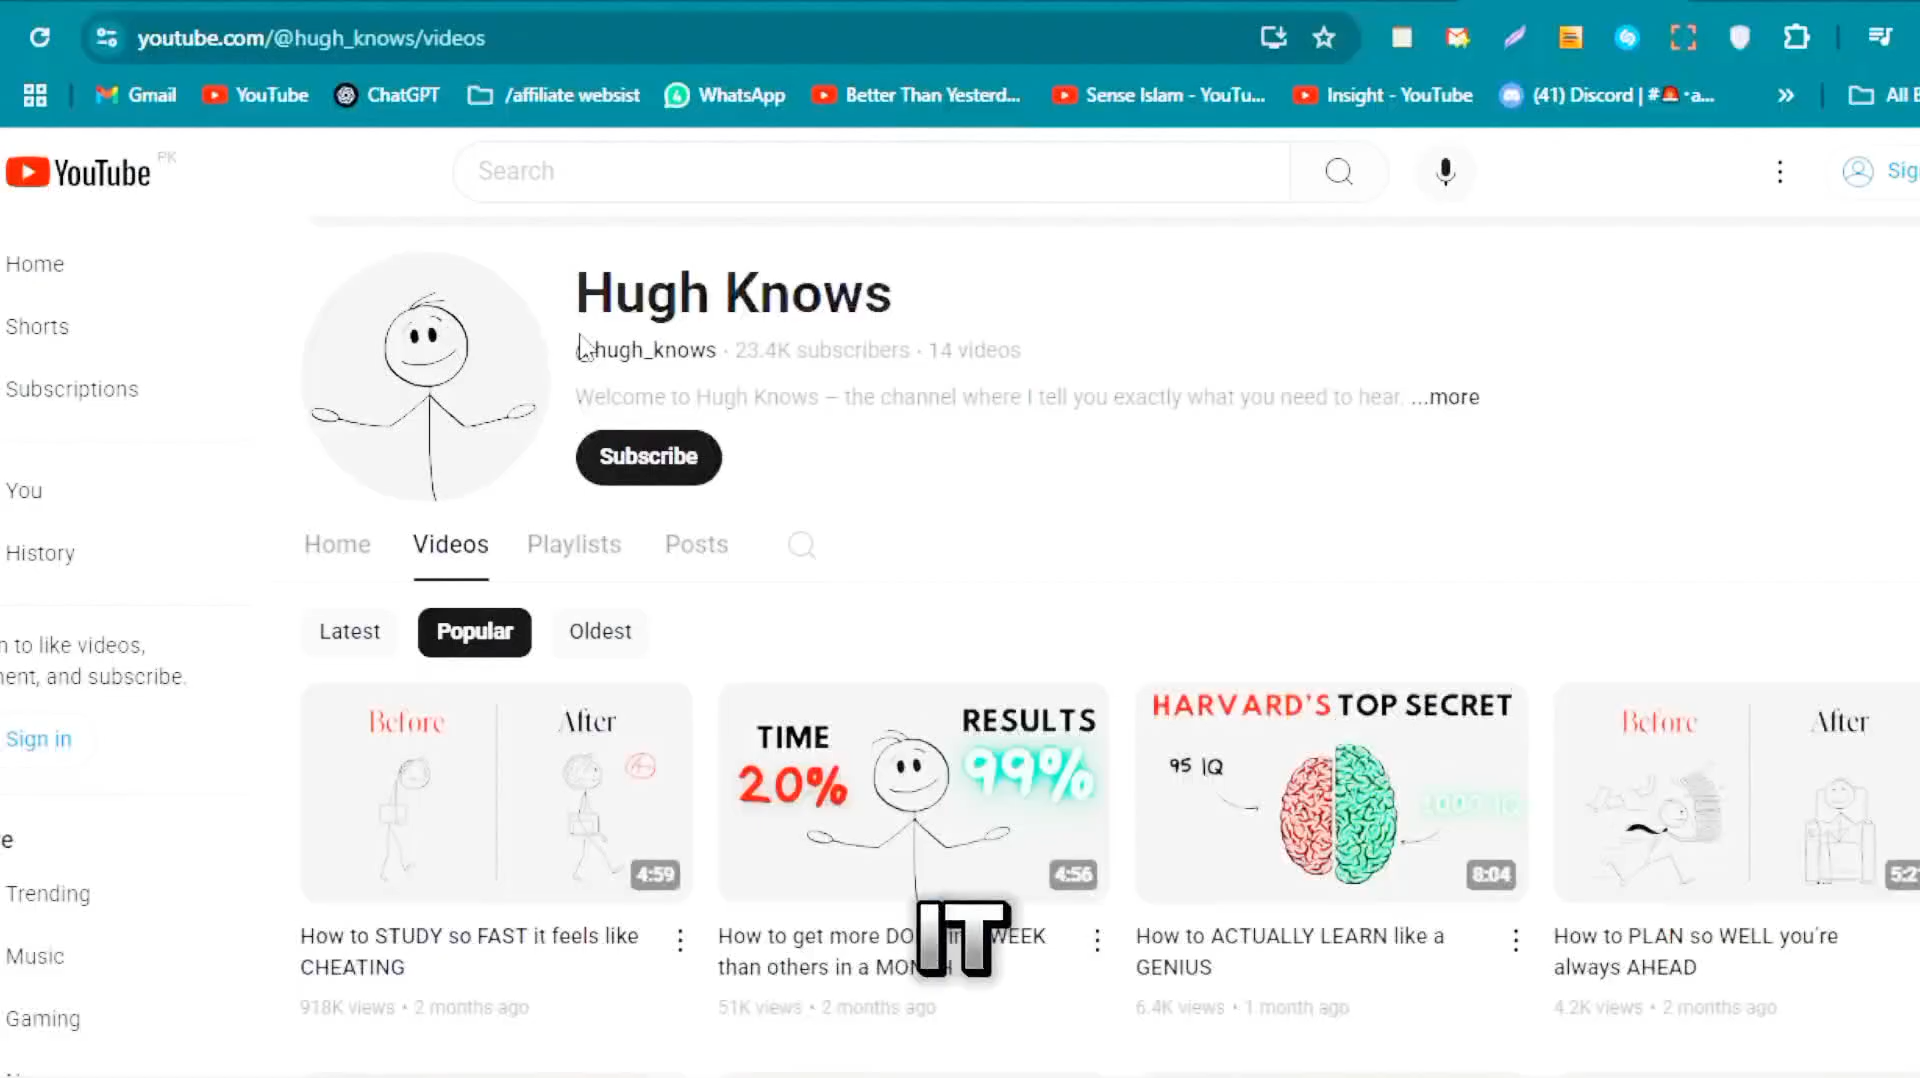 youtube.com/@hugh_knows/videos
Gmail
YouTube
ChatGPT
/affiliate websist
WhatsApp
Better Than Yesterd...
Sense Islam - YouTu...
Insight - YouTube
(41) Discord | #🚨・a...
All
YouTube PK
Search
Sig
Home
Shorts
Subscriptions
You
History
n to like videos,
ent, and subscribe.
Sign in
e
Trending
Music
Gaming
Hugh Knows
hugh_knows · 23.4K subscribers · 14 videos
Welcome to Hugh Knows – the channel where I tell you exactly what you need to hear. ...more
Subscribe
Home
Videos
Playlists
Posts
Latest
Popular
Oldest
Before
After
4:59
How to STUDY so FAST it feels like
CHEATING
918K views • 2 months ago
TIME
20%
RESULTS
99%
4:56
How to get more DO WEEK
than others in a MON
51K views • 2 months ago
IT
HARVARD'S TOP SECRET
95 IQ
8:04
How to ACTUALLY LEARN like a
GENIUS
6.4K views • 1 month ago
Before
After
5:2
How to PLAN so WELL you're
always AHEAD
4.2K views • 2 months ago